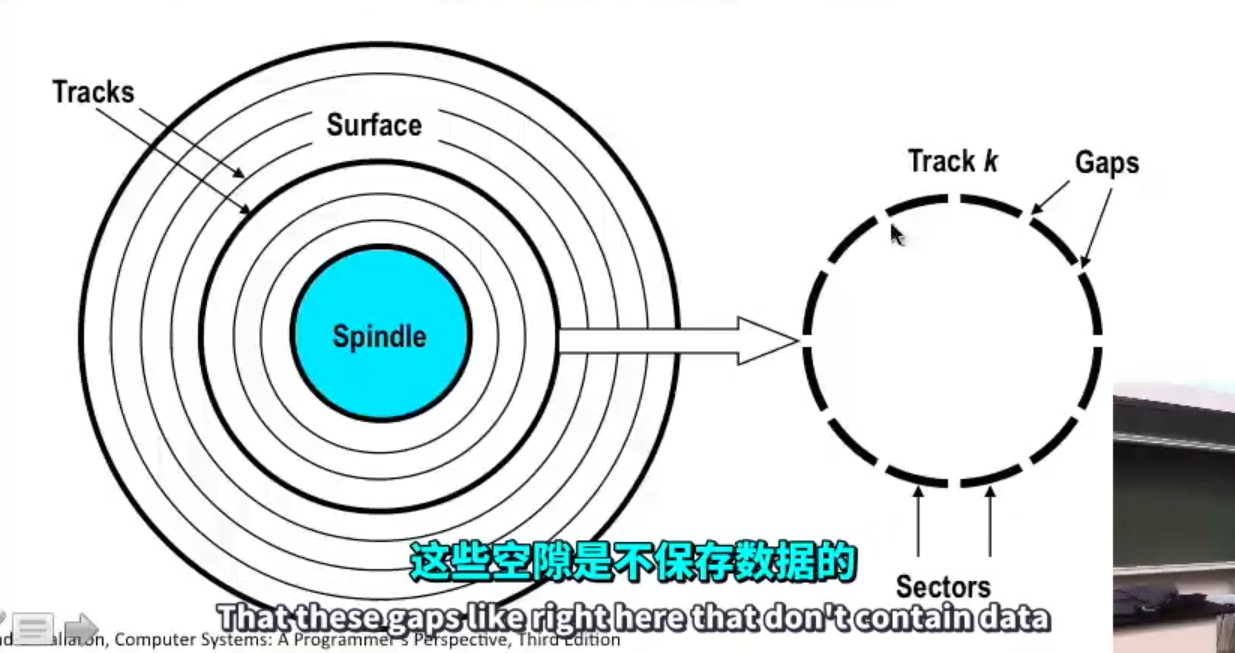 Tracks
Surface
Track k
Gaps
Spindle
Sectors
这些空隙是不保存数据的
That these gaps like right here that don't contain data
Computer Systems: A Programmer's Perspective, Third Edition